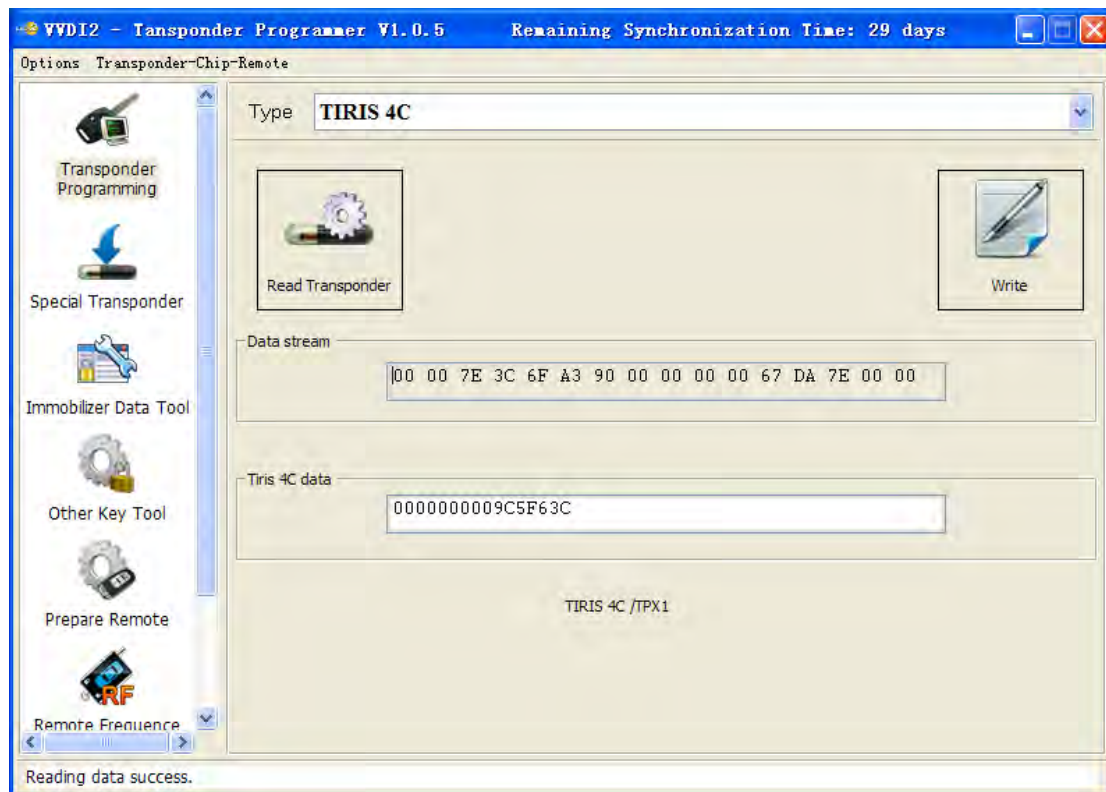 VVDI2 - Tansponder Programmer V1.0.5 Remaining Synchronization Time: 29 days
Options Transponder-Chip-Remote
Transponder
Programming
Special Transponder
Immobilizer Data Tool
Other Key Tool
Prepare Remote
RF
Remote Frequence
Type TIRIS 4C
Read Transponder
Write
Data stream
00 00 7E 3C 6F A3 90 00 00 00 00 67 DA 7E 00 00
Tiris 4C data
0000000009C5F63C
TIRIS 4C /TPX1
Reading data success.